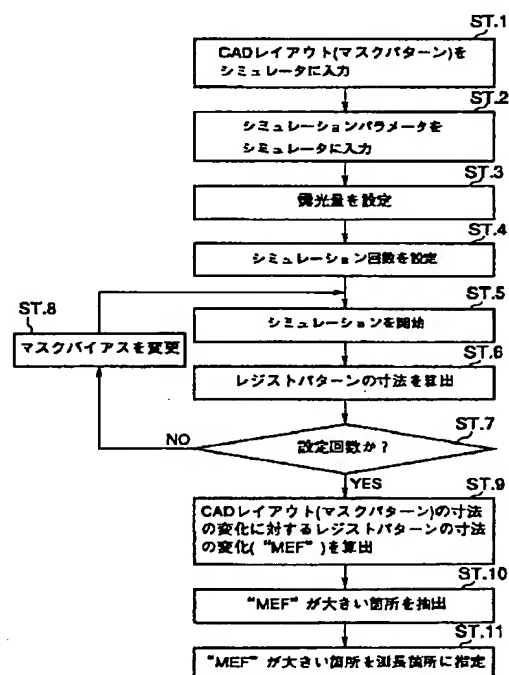 ST.1
CADレイアウト(マスクパターン)を
シミュレータに入力
ST.2
シミュレーションパラメータを
シミュレータに入力
ST.3
露光量を設定
ST.4
シミュレーション回数を設定
ST.5
シミュレーションを開始
ST.8
マスクバイアスを変更
ST.6
レジストパターンの寸法を算出
ST.7
設定回数か?
NO
YES
ST.9
CADレイアウト(マスクパターン)の寸法
の変化に対するレジストパターンの寸法
の変化("MEF")を算出
ST.10
"MEF"が大きい箇所を抽出
ST.11
"MEF"が大きい箇所を測長箇所に指定